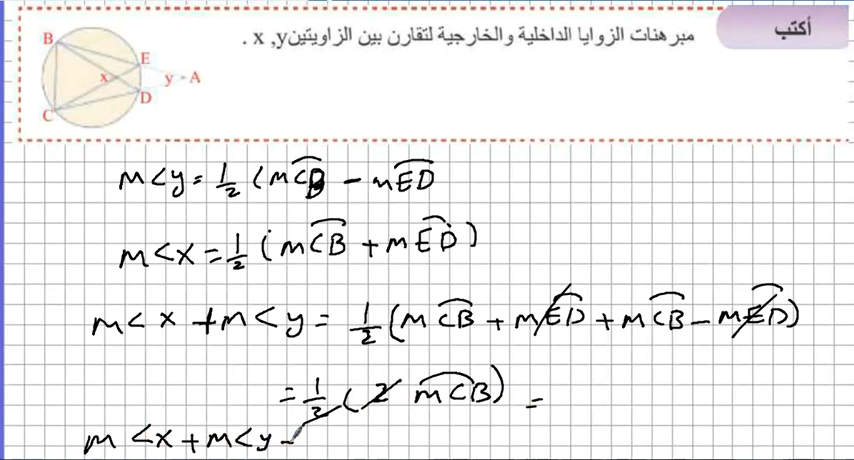 أكتب
مبرهنات الزوايا الداخلية والخارجية لتقارن بين الزاويتين x ,y .
B
E
x
y
A
D
C
m<y = 1/2 (mCB - mED
m<x = 1/2 (mCB + mED)
m<x + m<y = 1/2 (mCB + mED + mCB - mED)
= 1/2 (2 mCB) =
m<x + m<y -